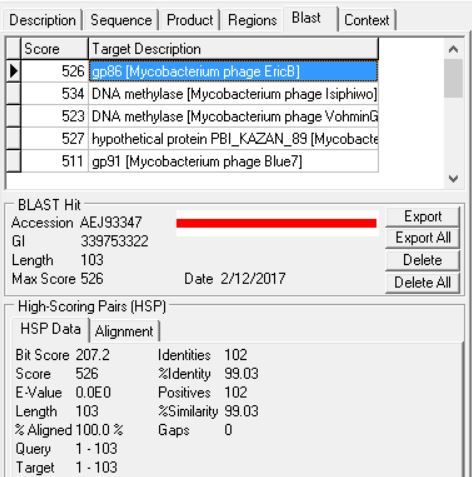 Description Sequence Product Regions Blast Context
Score Target Description
526 gp86 [Mycobacterium phage EricB]
534 DNA methylase [Mycobacterium phage Isiphiwo]
523 DNA methylase [Mycobacterium phage VohminG
527 hypothetical protein PBI_KAZAN_89 [Mycobacte
511 gp91 [Mycobacterium phage Blue7]
BLAST Hit
Accession AEJ93347 Export
GI 339753322 Export All
Length 103 Delete
Max Score 526 Date 2/12/2017 Delete All
High-Scoring Pairs (HSP)
HSP Data Alignment
Bit Score 207.2 Identities 102
Score 526 %Identity 99.03
E-Value 0.0E0 Positives 102
Length 103 %Similarity 99.03
% Aligned 100.0 % Gaps 0
Query 1 - 103
Target 1 - 103